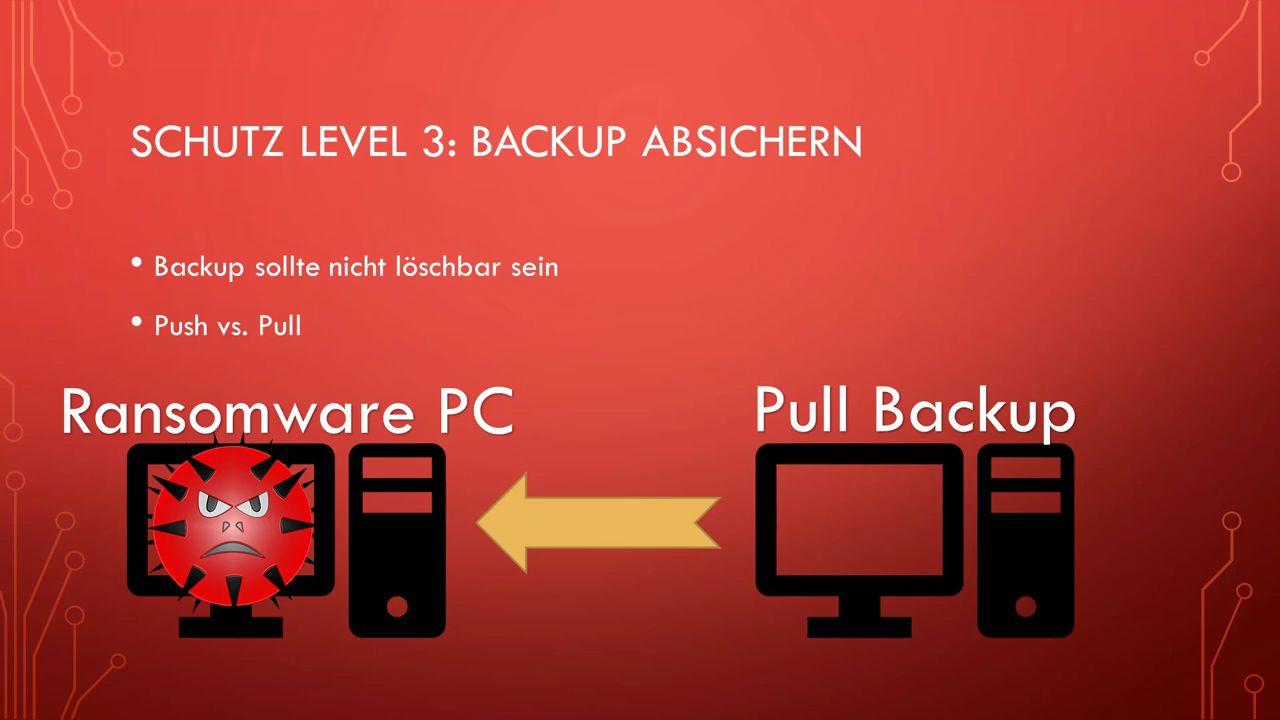 SCHUTZ LEVEL 3: BACKUP ABSICHERN
• Backup sollte nicht löschbar sein
• Push vs. Pull
Ransomware PC
Pull Backup